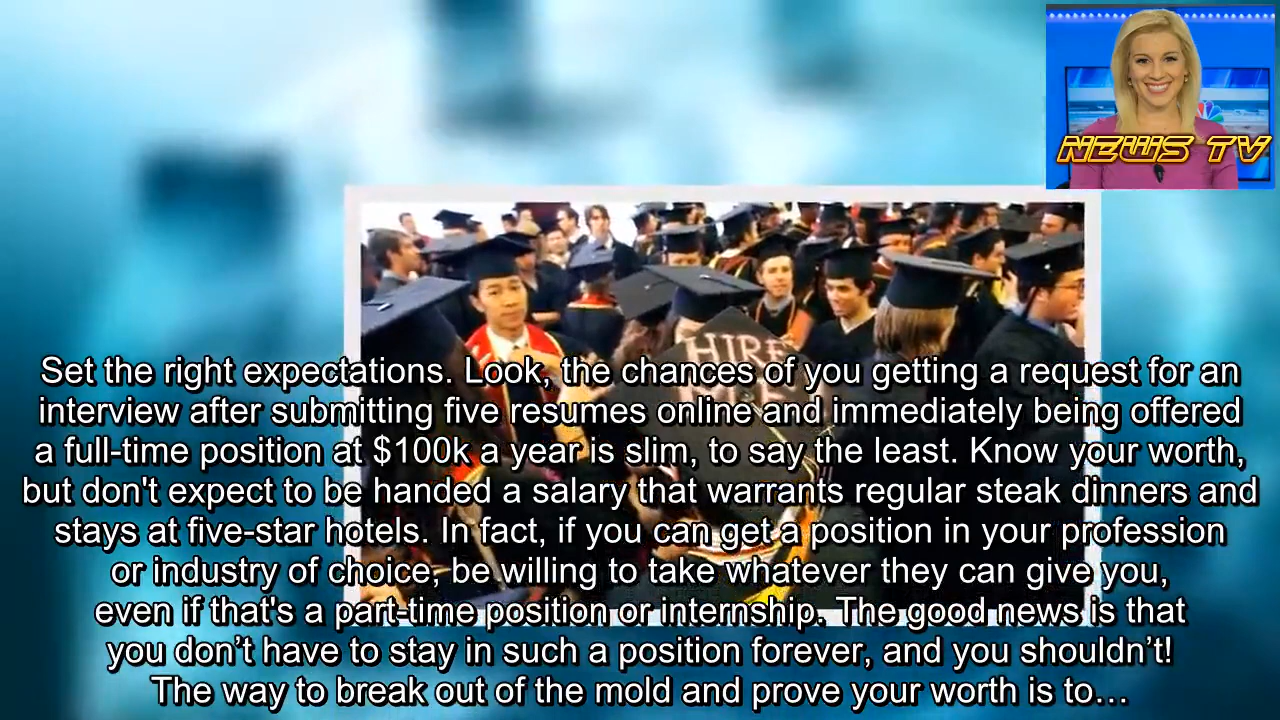 NEWS TV
HIRE
Set the right expectations. Look, the chances of you getting a request for an
interview after submitting five resumes online and immediately being offered
a full-time position at $100k a year is slim, to say the least. Know your worth,
but don't expect to be handed a salary that warrants regular steak dinners and
stays at five-star hotels. In fact, if you can get a position in your profession
or industry of choice, be willing to take whatever they can give you,
even if that's a part-time position or internship. The good news is that
you don’t have to stay in such a position forever, and you shouldn’t!
The way to break out of the mold and prove your worth is to…